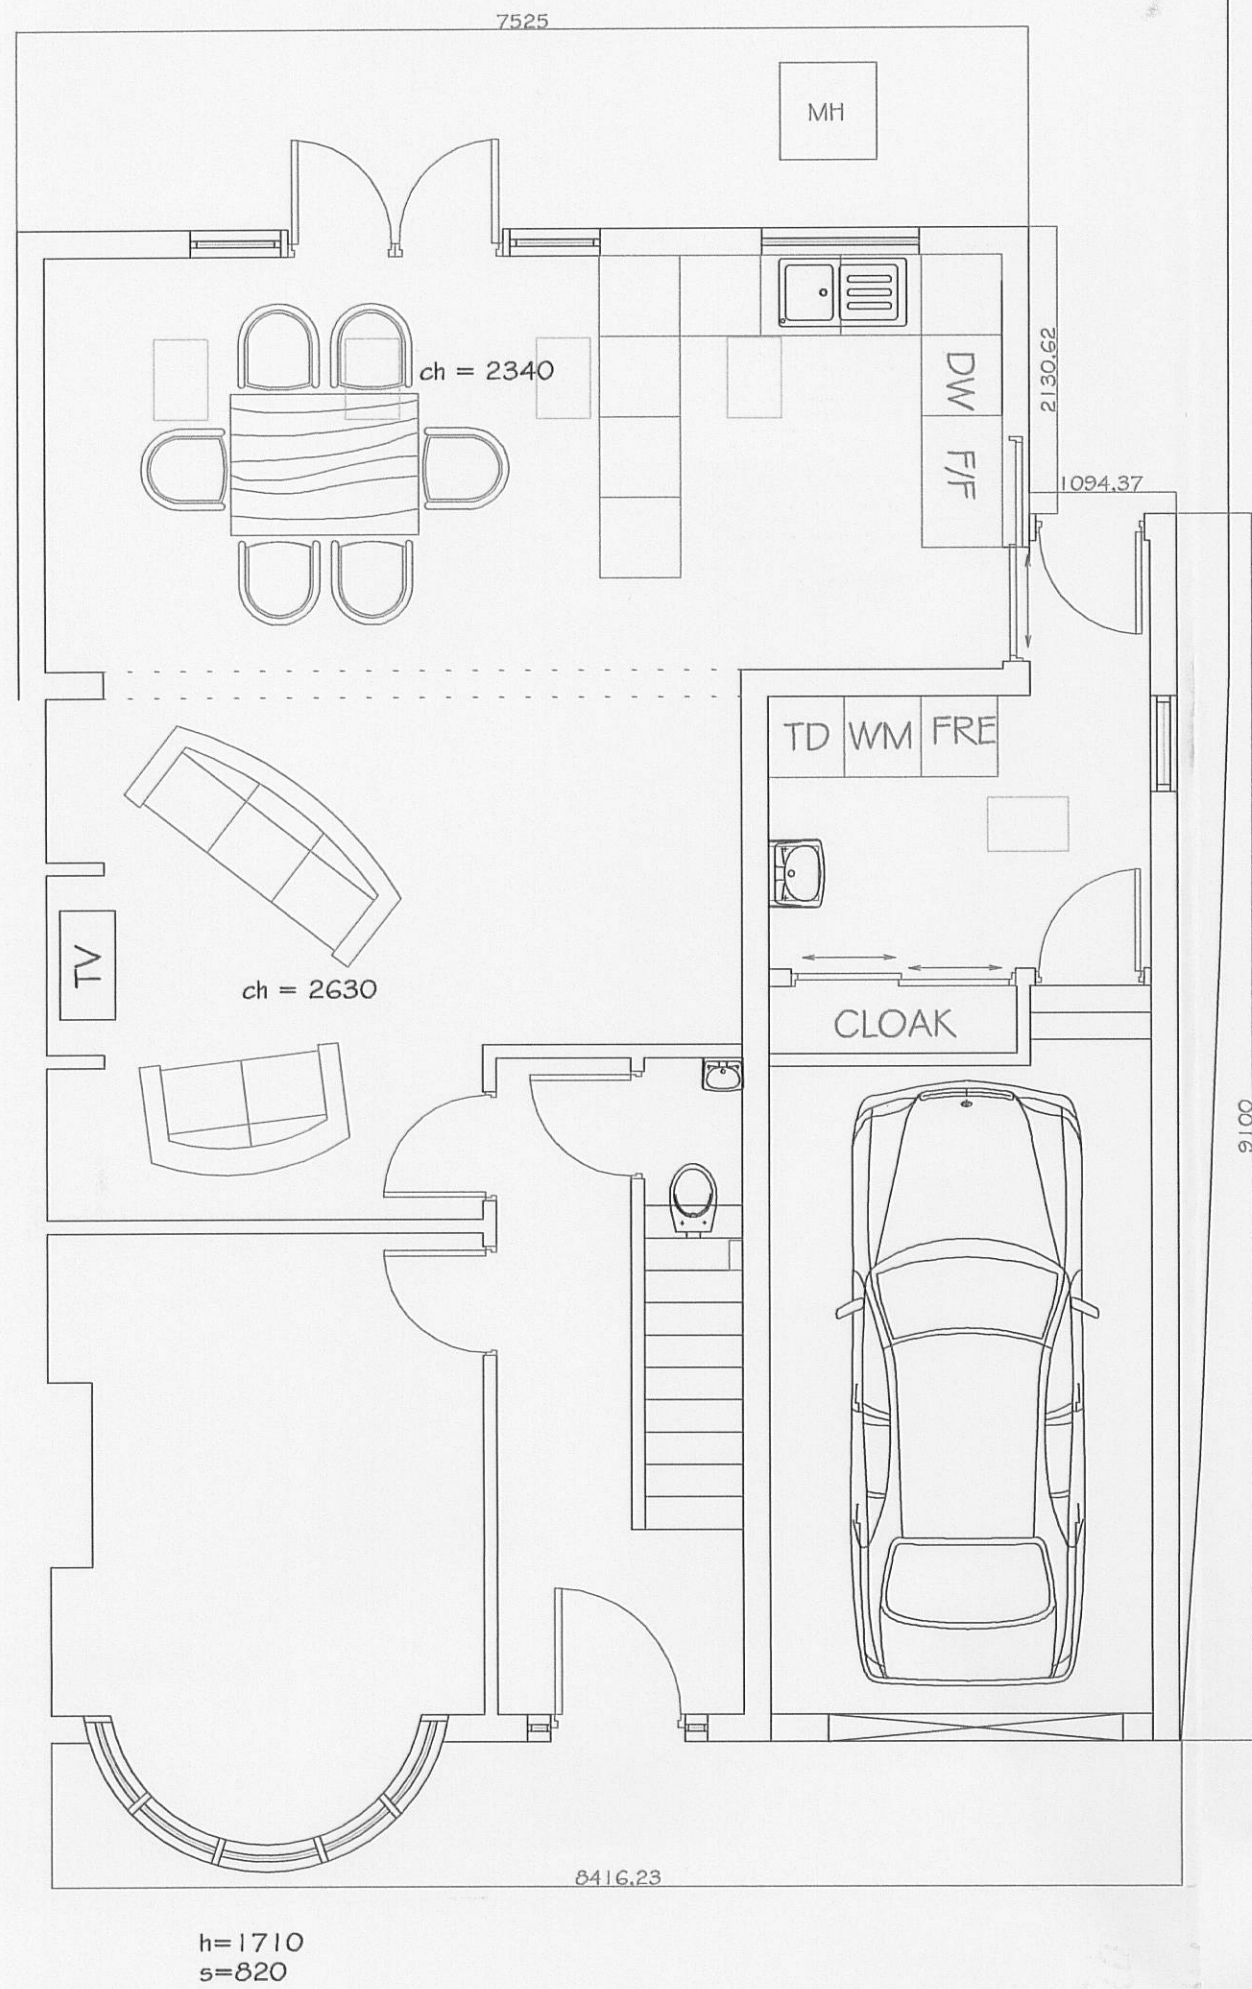 7525
MH
ch = 2340
DW
2130.62
F/F
1094.37
TD
WM
FRE
TV
ch = 2630
CLOAK
9100
8416.23
h=1710
s=820